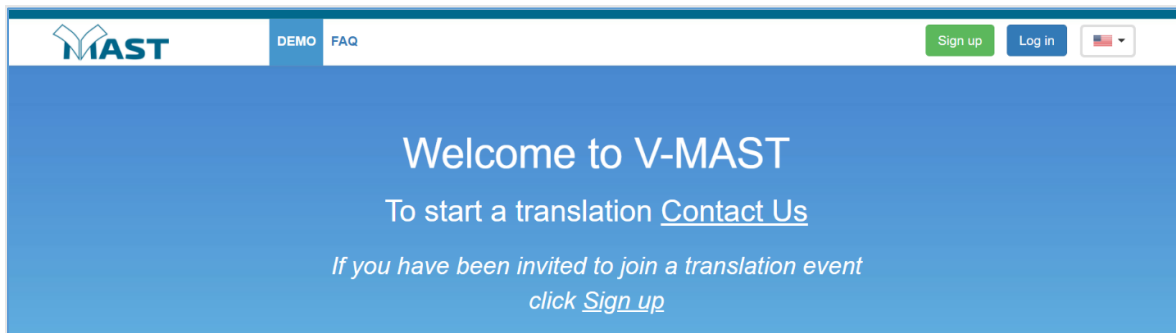 VMAST
DEMO FAQ
Sign up Log in
Welcome to V-MAST
To start a translation Contact Us
If you have been invited to join a translation event
click Sign up